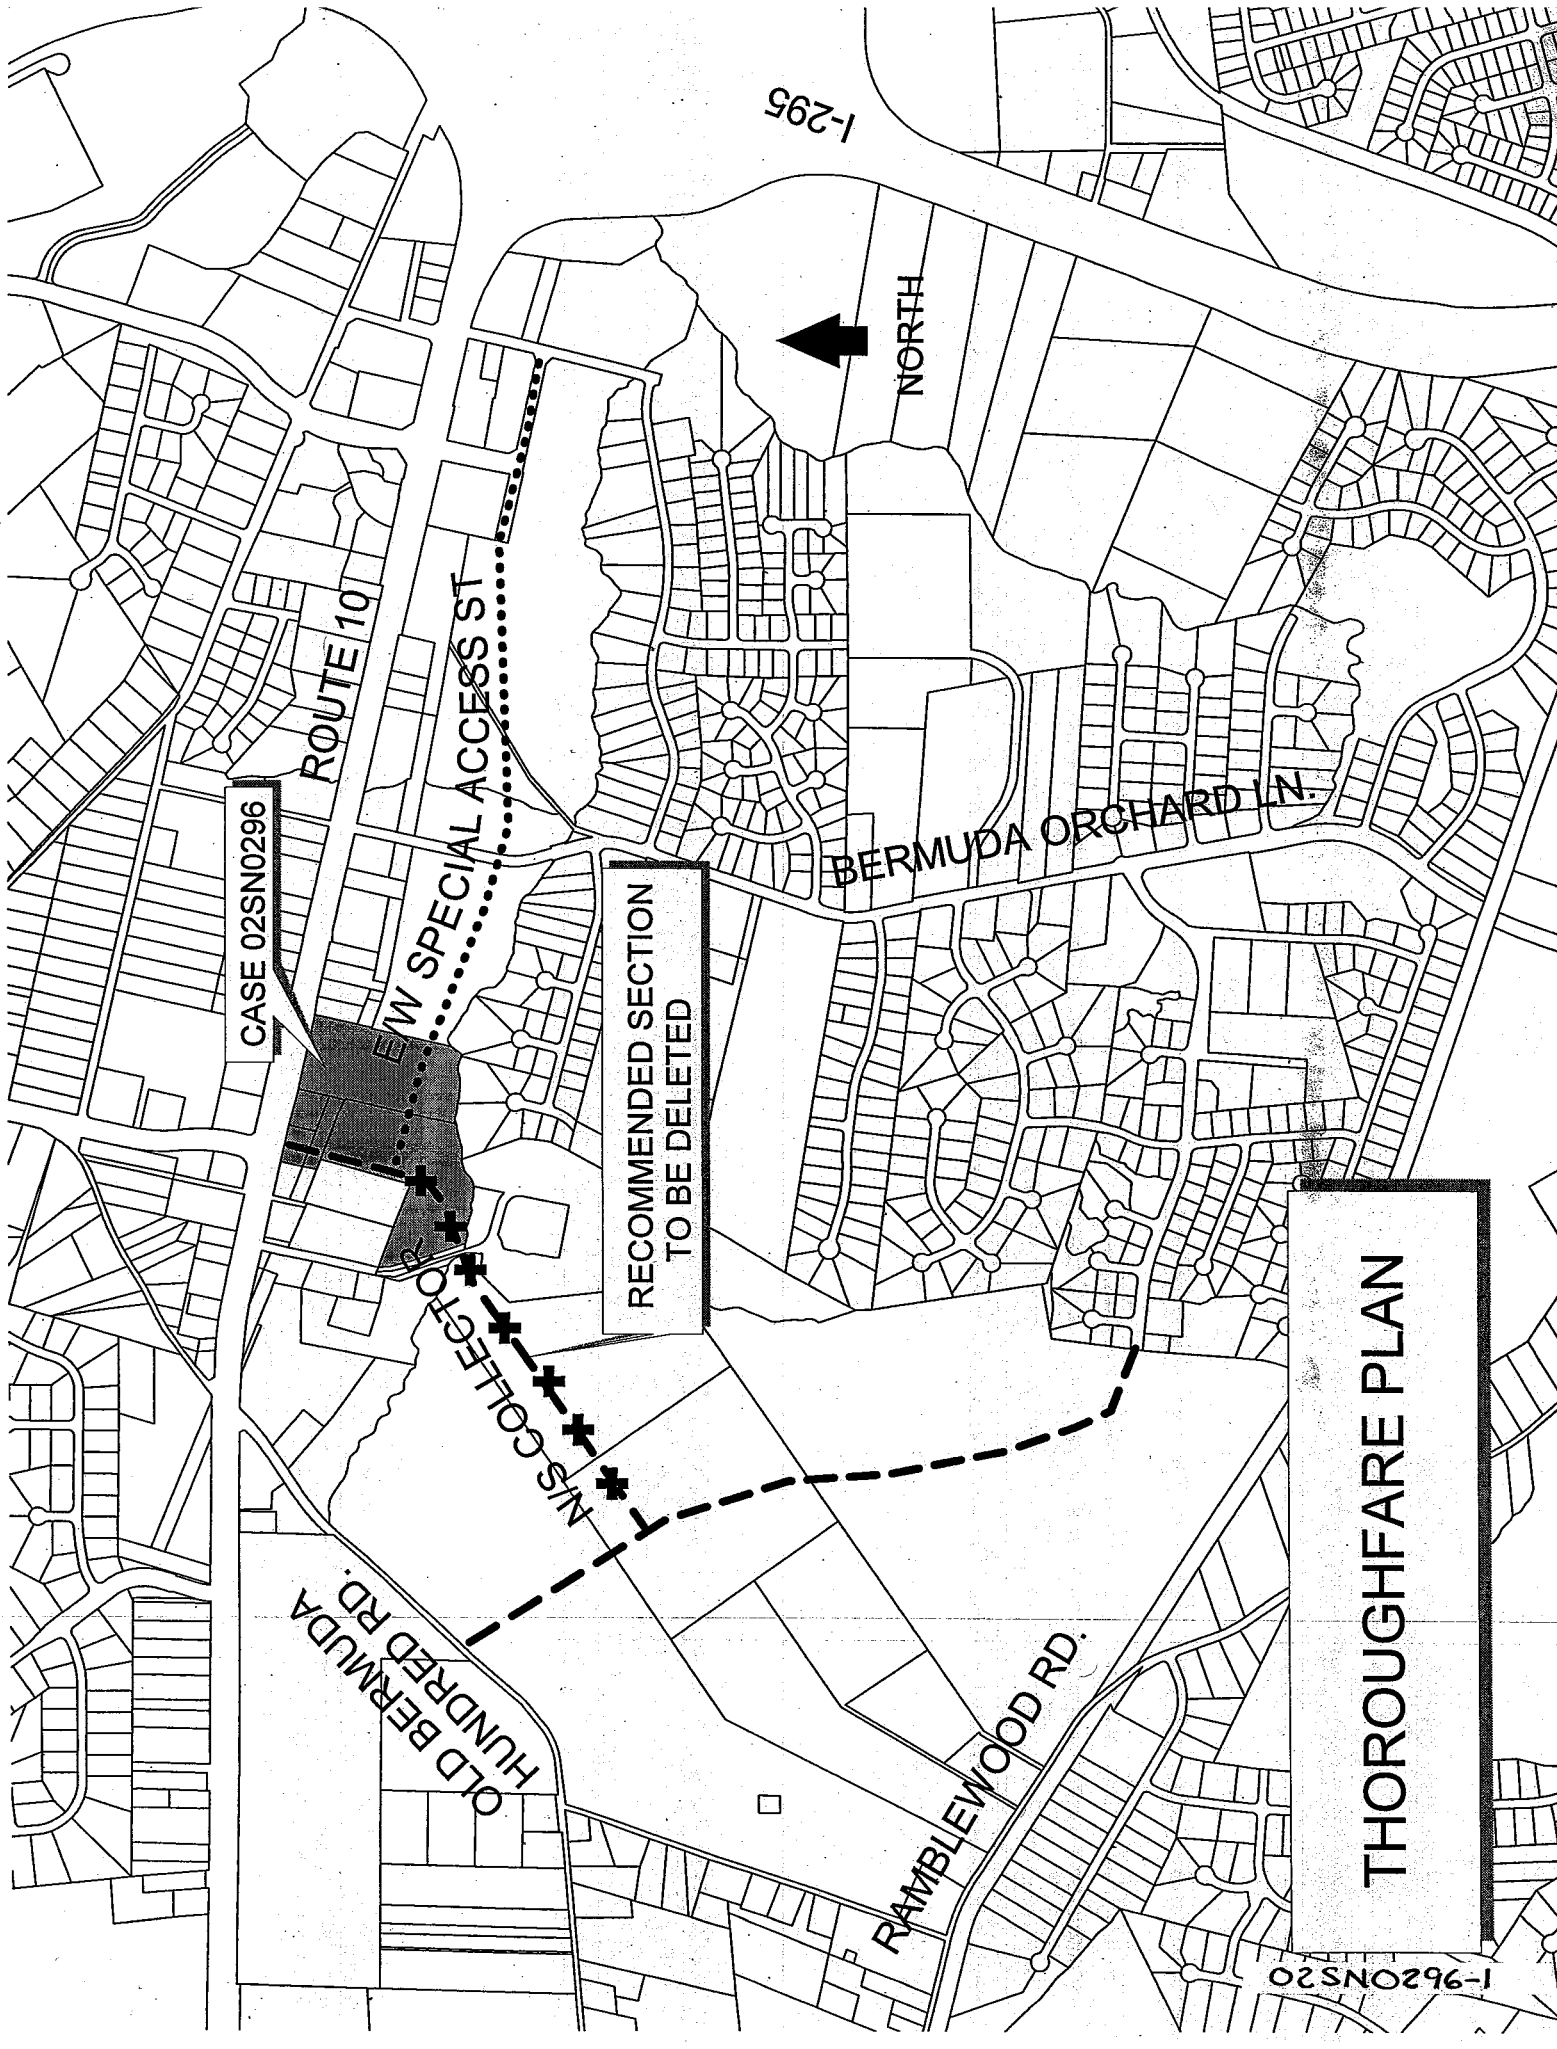 I-295
NORTH
ROUTE 10
CASE 02SN0296
E/W SPECIAL ACCESS ST
RECOMMENDED SECTION
TO BE DELETED
BERMUDA ORCHARD LN.
N/S COLLECTOR
OLD BERMUDA
HUNDRED RD.
RAMBLEWOOD RD.
THOROUGHFARE PLAN
02SN0296-1